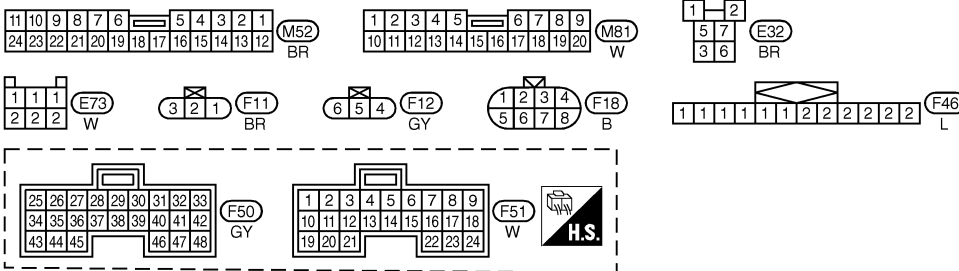 11 10 9 8 7 6 5 4 3 2 1
24 23 22 21 20 19 18 17 16 15 14 13 12
M52
BR
1 2 3 4 5 6 7 8 9
10 11 12 13 14 15 16 17 18 19 20
M81
W
1 2
5 7
3 6
E32
BR
1 1 1
2 2 2
E73
W
3 2 1
F11
BR
6 5 4
F12
GY
1 2 3 4
5 6 7 8
F18
B
1 1 1 1 1 1 2 2 2 2 2 2
F46
L
25 26 27 28 29 30 31 32 33
34 35 36 37 38 39 40 41 42
43 44 45 46 47 48
F50
GY
1 2 3 4 5 6 7 8 9
10 11 12 13 14 15 16 17 18
19 20 21 22 23 24
F51
W
H.S.